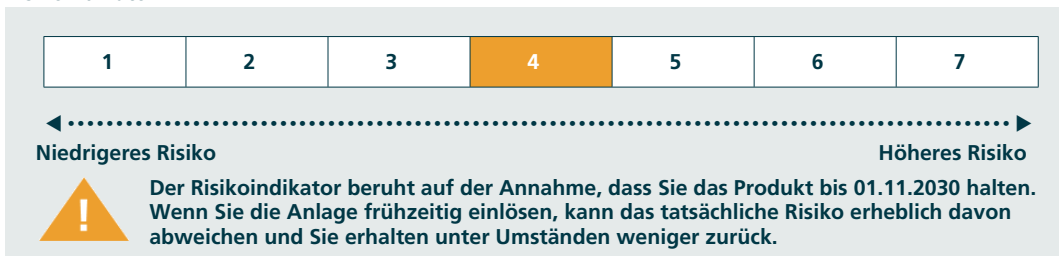 1 2 3 4 5 6 7
Niedrigeres Risiko Höheres Risiko
! Der Risikoindikator beruht auf der Annahme, dass Sie das Produkt bis 01.11.2030 halten.
Wenn Sie die Anlage frühzeitig einlösen, kann das tatsächliche Risiko erheblich davon
abweichen und Sie erhalten unter Umständen weniger zurück.